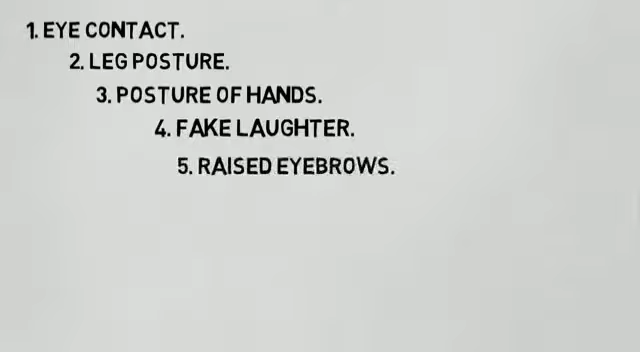 1. EYE CONTACT.
2. LEG POSTURE.
3. POSTURE OF HANDS.
4. FAKE LAUGHTER.
5. RAISED EYEBROWS.